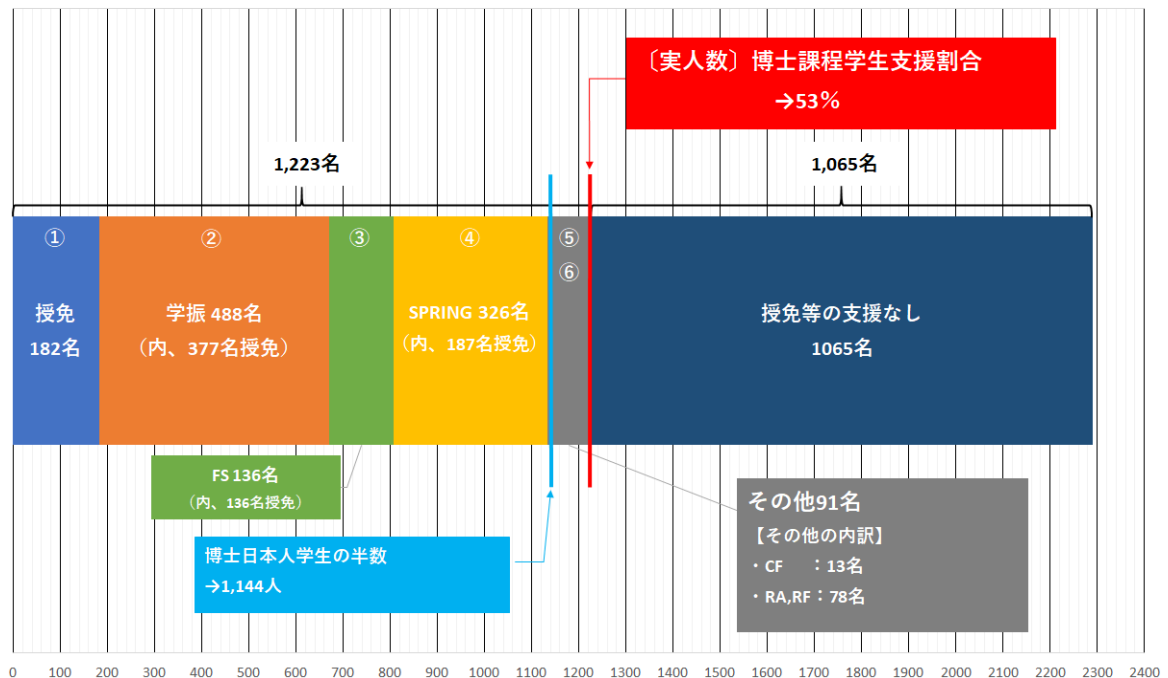 〔実人数〕博士課程学生支援割合
→53%
1,223名
1,065名
①
②
③
④
⑤
⑥
授免
182名
学振 488名
（内、377名授免）
SPRING 326名
（内、187名授免）
授免等の支援なし
1065名
FS 136名
（内、136名授免）
博士日本人学生の半数
→1,144人
その他91名
【その他の内訳】
・CF　：13名
・RA,RF：78名
0 100 200 300 400 500 600 700 800 900 1000 1100 1200 1300 1400 1500 1600 1700 1800 1900 2000 2100 2200 2300 2400